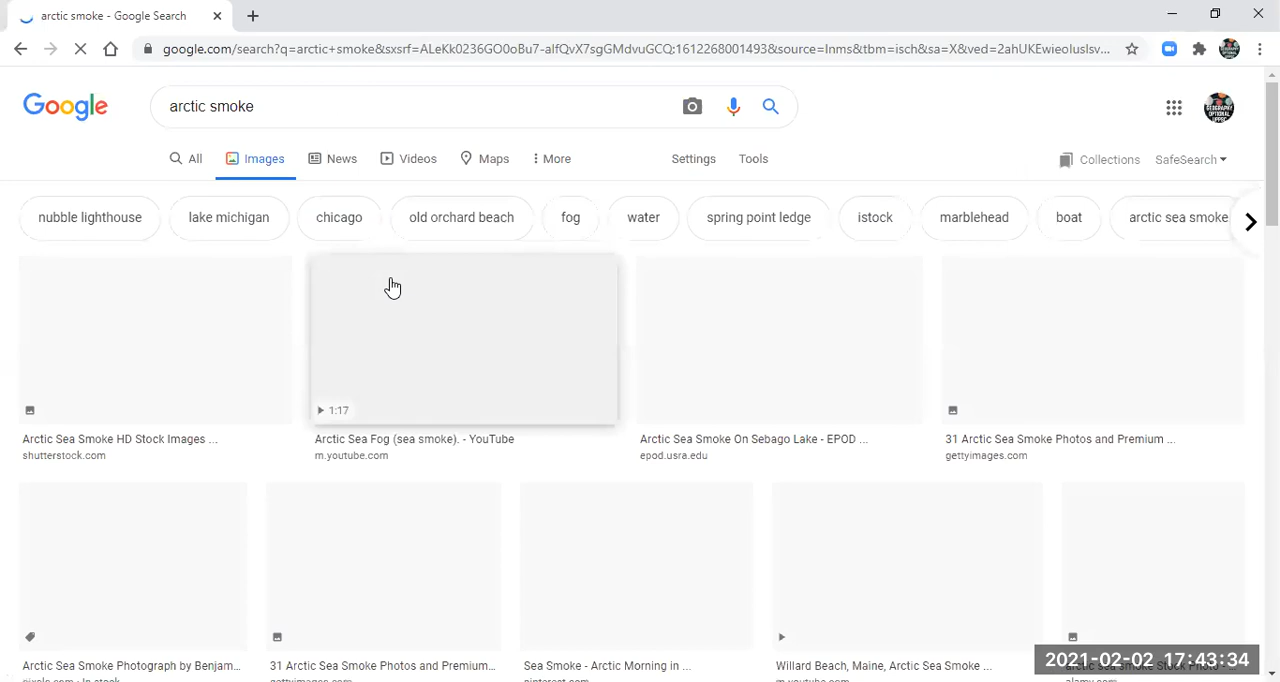 arctic smoke - Google Search
google.com/search?q=arctic+smoke&sxsrf=ALeKk0236GO0oBu7-alfQvX7sgGMdvuGCQ:1612268001493&source=lnms&tbm=isch&sa=X&ved=2ahUKEwieoluslsv...
Google
arctic smoke
All Images News Videos Maps More Settings Tools Collections SafeSearch
GEOGRAPHY OPTIONAL UPPSC
nubble lighthouse lake michigan chicago old orchard beach fog water spring point ledge istock marblehead boat arctic sea smoke
1:17
Arctic Sea Smoke HD Stock Images ... Arctic Sea Fog (sea smoke). - YouTube Arctic Sea Smoke On Sebago Lake - EPOD ... 31 Arctic Sea Smoke Photos and Premium ...
shutterstock.com m.youtube.com epod.usra.edu gettyimages.com
Arctic Sea Smoke Photograph by Benjam... 31 Arctic Sea Smoke Photos and Premium... Sea Smoke - Arctic Morning in ... Willard Beach, Maine, Arctic Sea Smoke ...
2021-02-02 17:43:34